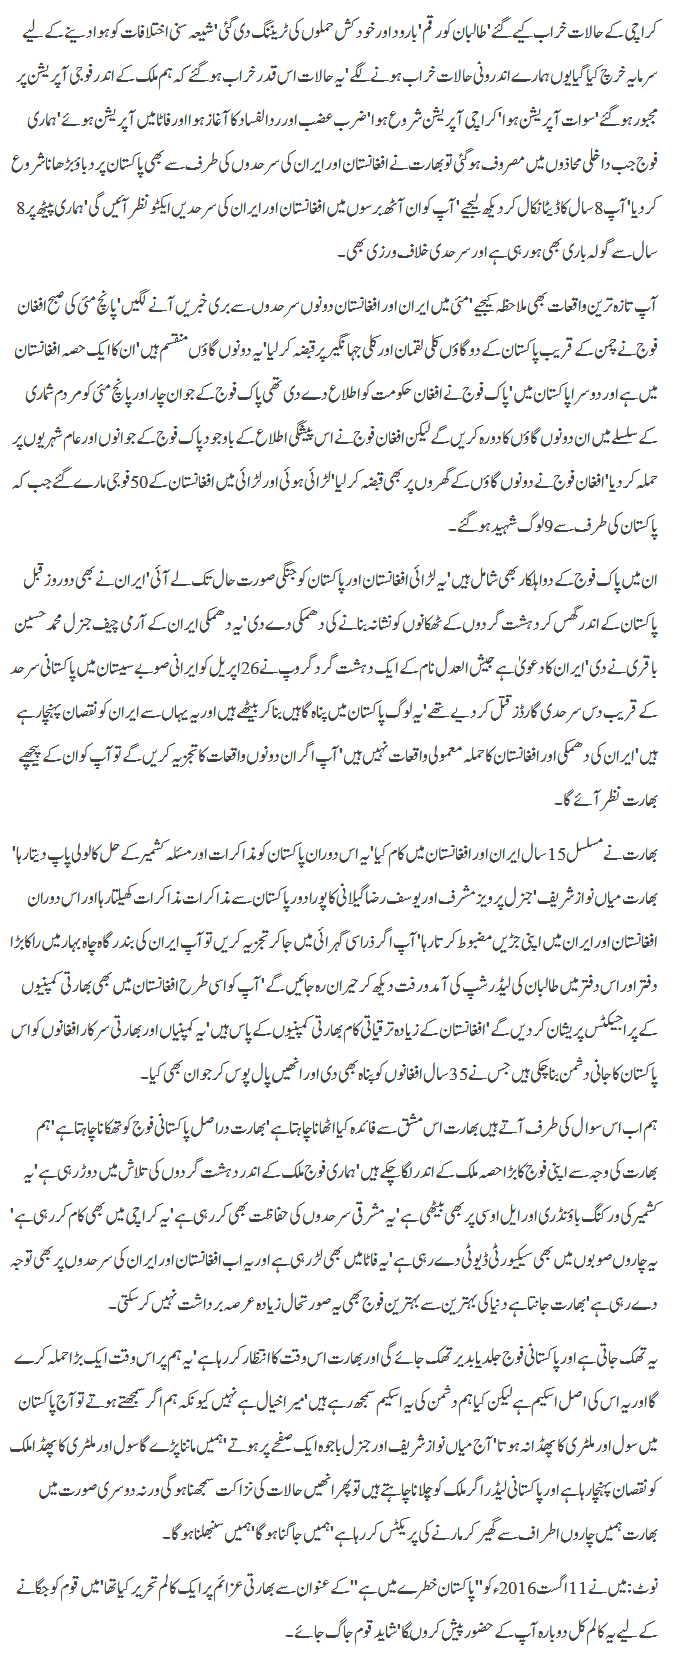 کراچی کے حالات خراب کیے گئے' طالبان کو رقم' بارود اور خودکش حملوں کی ٹریننگ دی گئی' شیعہ سنی اختلافات کو ہوا دینے کے لیے
سرمایہ خرچ کیا گیا یوں ہمارے اندرونی حالات خراب ہونے لگے' یہ حالات اس قدر خراب ہو گئے کہ ہم ملک کے اندر فوجی آپریشن پر
مجبور ہو گئے' سوات آپریشن ہوا' کراچی آپریشن شروع ہوا' ضرب عضب اور ردالفساد کا آغاز ہوا اور فاٹا میں آپریشن ہوئے' ہماری
فوج جب داخلی محاذوں میں مصروف ہو گئی تو بھارت نے افغانستان اور ایران کی سرحدوں کی طرف سے بھی پاکستان پر دباؤ بڑھانا شروع
کر دیا' آپ 8 سال کا ڈیٹا نکال کر دیکھ لیجیے' آپ کو ان آٹھ برسوں میں افغانستان اور ایران کی سرحدیں ایکٹو نظر آئیں گی' ہماری پیٹھ پر 8
سال سے گولہ باری بھی ہو رہی ہے اور سرحدی خلاف ورزی بھی۔
آپ تازہ ترین واقعات بھی ملاحظہ کیجیے' مئی میں ایران اور افغانستان دونوں سرحدوں سے بری خبریں آنے لگیں' پانچ مئی کی صبح افغان
فوج نے چمن کے قریب پاکستان کے دو گاؤں کلی لقمان اور کلی جہانگیر پر قبضہ کر لیا' یہ دونوں گاؤں منقسم ہیں' ان کا ایک حصہ افغانستان
میں ہے اور دوسرا پاکستان میں' پاک فوج نے افغان حکومت کو اطلاع دے دی تھی پاک فوج کے جوان چار اور پانچ مئی کو مردم شماری
کے سلسلے میں ان دونوں گاؤں کا دورہ کریں گے لیکن افغان فوج نے اس پیشگی اطلاع کے باوجود پاک فوج کے جوانوں اور عام شہریوں پر
حملہ کر دیا' افغان فوج نے دونوں گاؤں کے گھروں پر بھی قبضہ کر لیا' لڑائی ہوئی اور لڑائی میں افغانستان کے 50 فوجی مارے گئے جب کہ
پاکستان کی طرف سے 9 لوگ شہید ہو گئے۔
ان میں پاک فوج کے دو اہلکار بھی شامل ہیں' یہ لڑائی افغانستان اور پاکستان کو جنگی صورت حال تک لے آئی' ایران نے بھی دو روز قبل
پاکستان کے اندر گھس کر دہشت گردوں کے ٹھکانوں کو نشانہ بنانے کی دھمکی دے دی' یہ دھمکی ایران کے آرمی چیف جنرل محمد حسین
باقری نے دی' ایران کا دعویٰ ہے جیش العدل نام کے ایک دہشت گرد گروپ نے 26 اپریل کو ایرانی صوبے سیستان میں پاکستانی سرحد
کے قریب دس سرحدی گارڈز قتل کر دیے تھے' یہ لوگ پاکستان میں پناہ گاہیں بنا کر بیٹھے ہیں اور یہ یہاں سے ایران کو نقصان پہنچا رہے
ہیں' ایران کی دھمکی اور افغانستان کا حملہ معمولی واقعات نہیں ہیں' آپ اگر ان دونوں واقعات کا تجزیہ کریں گے تو آپ کو ان کے پیچھے
بھارت نظر آئے گا۔
بھارت نے مسلسل 15 سال ایران اور افغانستان میں کام کیا' یہ اس دوران پاکستان کو مذاکرات اور مسئلہ کشمیر کے حل کا لولی پاپ دیتا رہا'
بھارت میاں نواز شریف' جنرل پرویز مشرف اور یوسف رضا گیلانی کا پورا دور پاکستان سے مذاکرات مذاکرات کھیلتا رہا اور اس دوران
افغانستان اور ایران میں اپنی جڑیں مضبوط کرتا رہا' آپ اگر ذرا سی گہرائی میں جا کر تجزیہ کریں تو آپ ایران کی بندر گاہ چاہ بہار میں را کا بڑا
دفتر اور اس دفتر میں طالبان کی لیڈر شپ کی آمدورفت دیکھ کر حیران رہ جائیں گے' آپ کو اسی طرح افغانستان میں بھی بھارتی کمپنیوں
کے پراجیکٹس پریشان کر دیں گے' افغانستان کے زیادہ تر ترقیاتی کام بھارتی کمپنیوں کے پاس ہیں' یہ کمپنیاں اور بھارتی سرکار افغانوں کو اس
پاکستان کا جانی دشمن بنا چکی ہیں جس نے 35 سال افغانوں کو پناہ بھی دی اور انھیں پال پوس کر جوان بھی کیا۔
ہم اب اس سوال کی طرف آتے ہیں بھارت اس مشق سے فائدہ کیا اٹھانا چاہتا ہے' بھارت دراصل پاکستانی فوج کو تھکانا چاہتا ہے' ہم
بھارت کی وجہ سے اپنی فوج کا بڑا حصہ ملک کے اندر لگا چکے ہیں' ہماری فوج ملک کے اندر دہشت گردوں کی تلاش میں دوڑ رہی ہے' یہ
کشمیر کی ورکنگ باؤنڈری اور ایل او سی پر بھی بیٹھی ہے' یہ مشرقی سرحدوں کی حفاظت بھی کر رہی ہے' یہ کراچی میں بھی کام کر رہی ہے'
یہ چاروں صوبوں میں بھی سیکیورٹی ڈیوٹی دے رہی ہے' یہ فاٹا میں بھی لڑ رہی ہے اور یہ اب افغانستان اور ایران کی سرحدوں پر بھی توجہ
دے رہی ہے' بھارت جانتا ہے دنیا کی بہترین سے بہترین فوج بھی یہ صورتحال زیادہ عرصہ برداشت نہیں کر سکتی۔
یہ تھک جاتی ہے اور پاکستانی فوج جلد یا بدیر تھک جائے گی اور بھارت اس وقت کا انتظار کر رہا ہے' یہ ہم پر اس وقت ایک بڑا حملہ کرے
گا اور یہ اس کی اصل اسکیم ہے لیکن کیا ہم دشمن کی یہ اسکیم سمجھ رہے ہیں' میرا خیال ہے نہیں کیونکہ ہم اگر سمجھتے ہوتے تو آج پاکستان
میں سول اور ملٹری کا پھڈا نہ ہوتا' آج میاں نواز شریف اور جنرل باجوہ ایک صفحے پر ہوتے' ہمیں ماننا پڑے گا سول اور ملٹری کا پھڈا ملک
کو نقصان پہنچا رہا ہے اور پاکستانی لیڈر اگر ملک کو چلانا چاہتے ہیں تو پھر انھیں حالات کی نزاکت سمجھنا ہو گی ورنہ دوسری صورت میں
بھارت ہمیں چاروں اطراف سے گھیر کر مارنے کی پریکٹس کر رہا ہے' ہمیں جاگنا ہو گا' ہمیں سنبھلنا ہو گا۔
نوٹ: میں نے 11 اگست 2016ء کو "پاکستان خطرے میں ہے" کے عنوان سے بھارتی عزائم پر ایک کالم تحریر کیا تھا' میں قوم کو جگانے
کے لیے یہ کالم کل دوبارہ آپ کے حضور پیش کروں گا' شاید قوم جاگ جائے۔